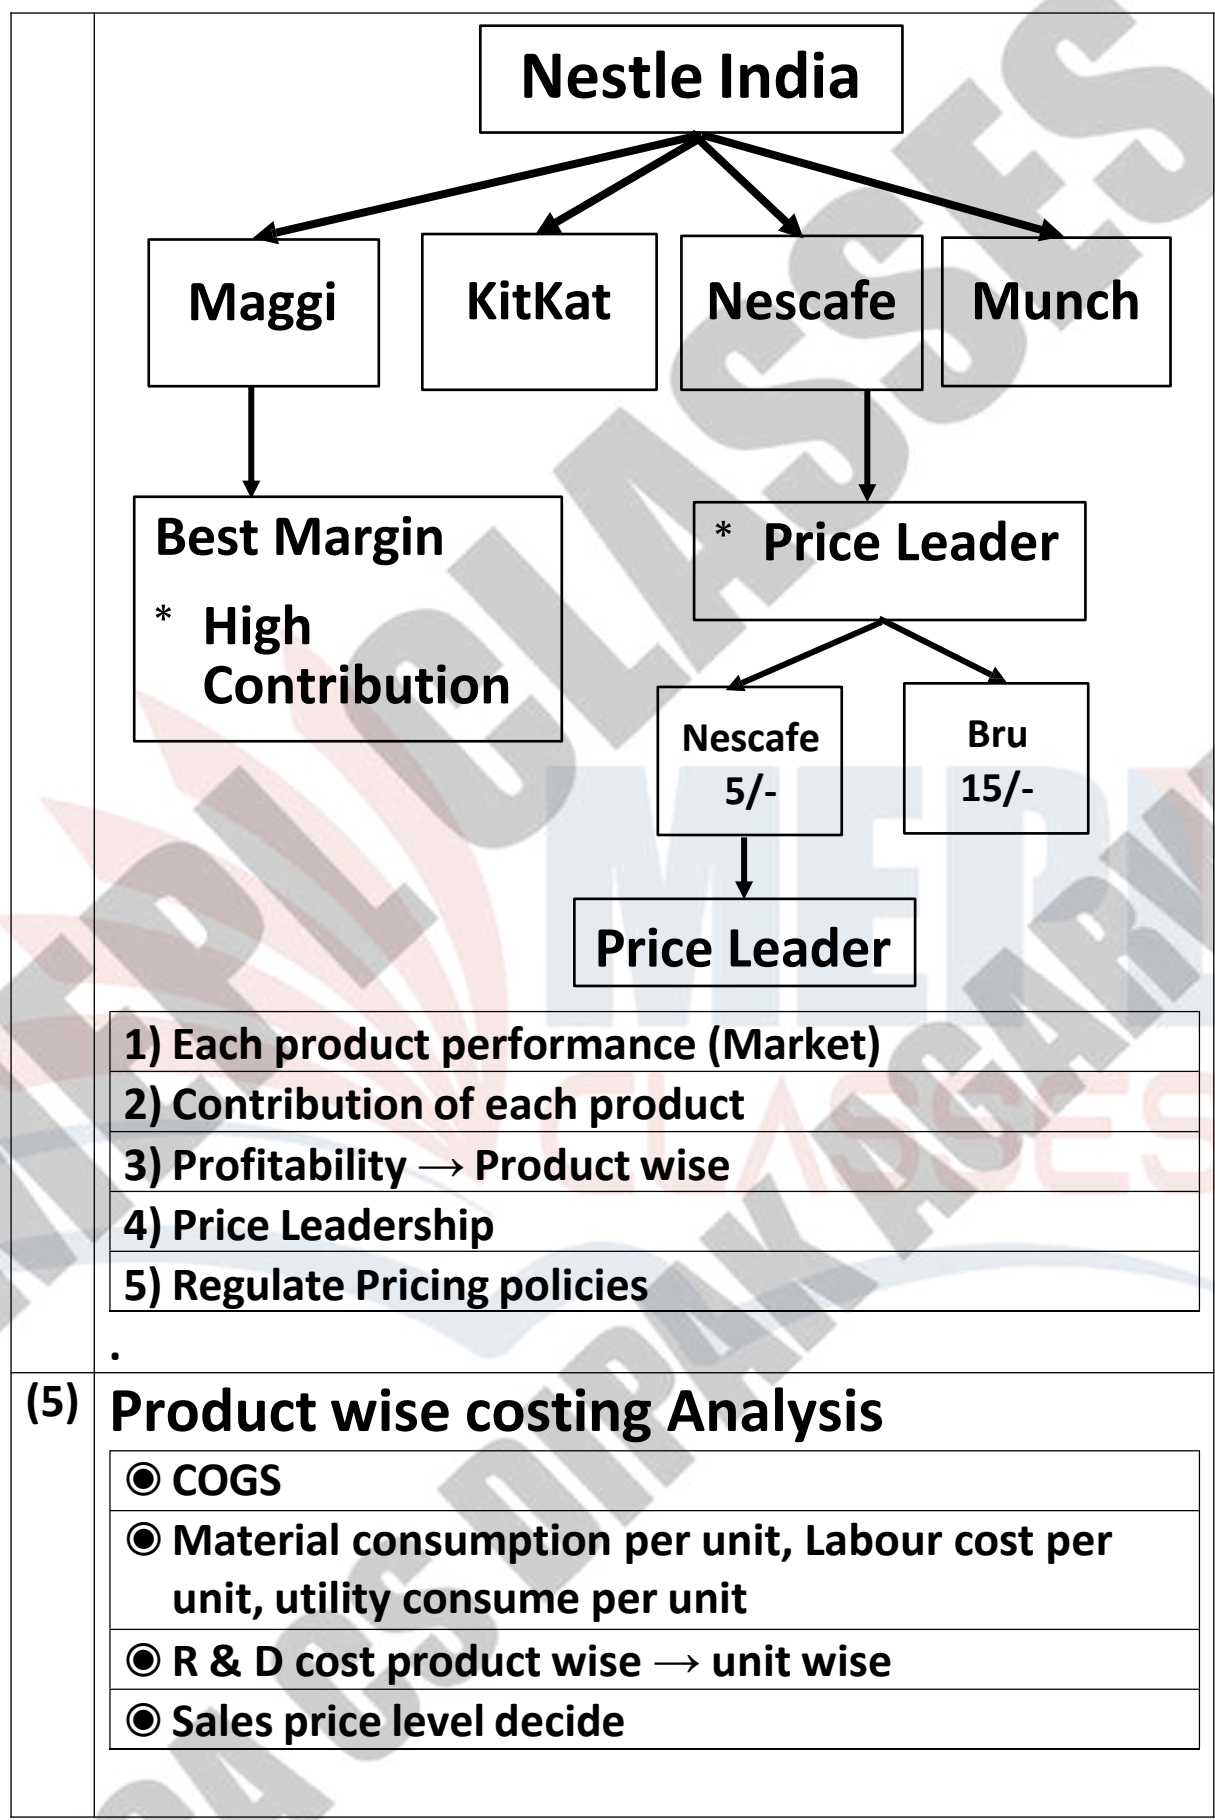 Nestle India
Maggi
KitKat
Nescafe
Munch
Best Margin
* High
Contribution
* Price Leader
Nescafe
5/-
Bru
15/-
Price Leader
1) Each product performance (Market)
2) Contribution of each product
3) Profitability → Product wise
4) Price Leadership
5) Regulate Pricing policies
.
(5) Product wise costing Analysis
◉ COGS
◉ Material consumption per unit, Labour cost per
unit, utility consume per unit
◉ R & D cost product wise → unit wise
◉ Sales price level decide